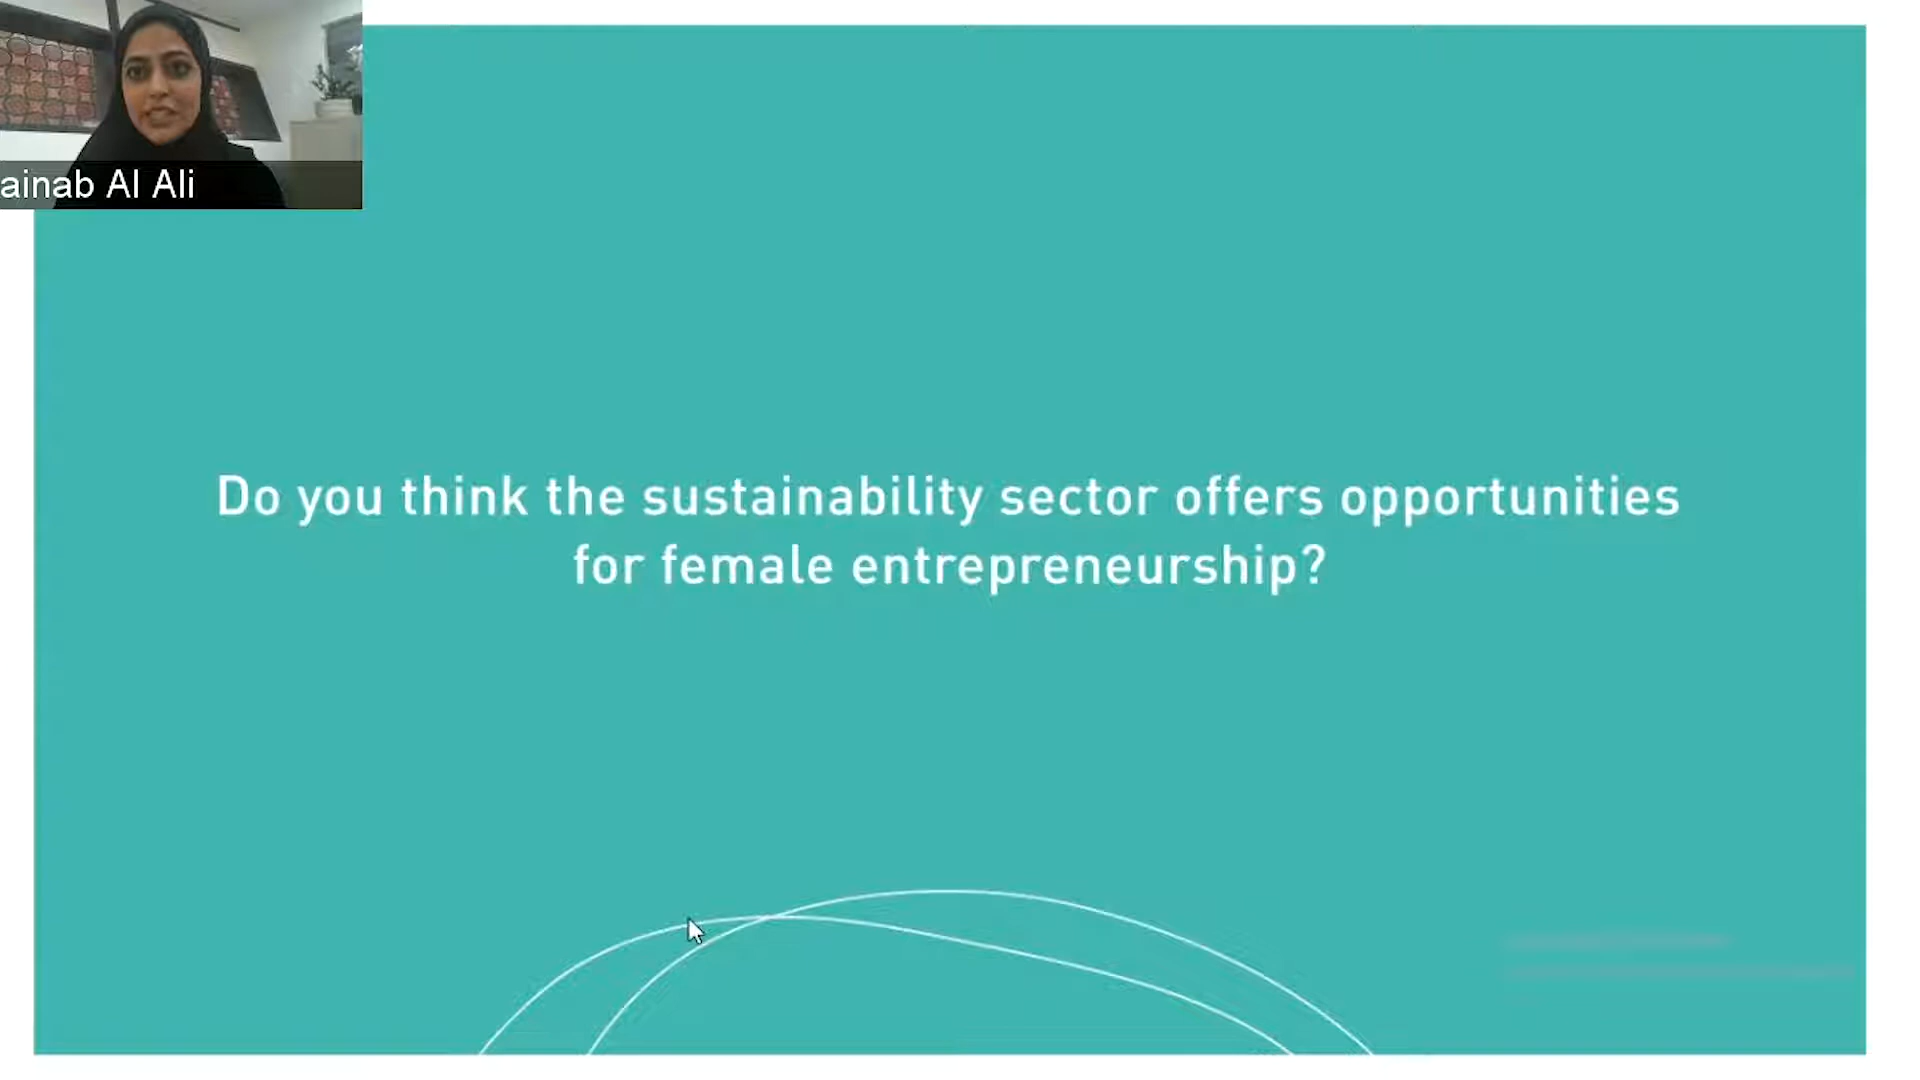 ainab Al Ali
Do you think the sustainability sector offers opportunities
for female entrepreneurship?